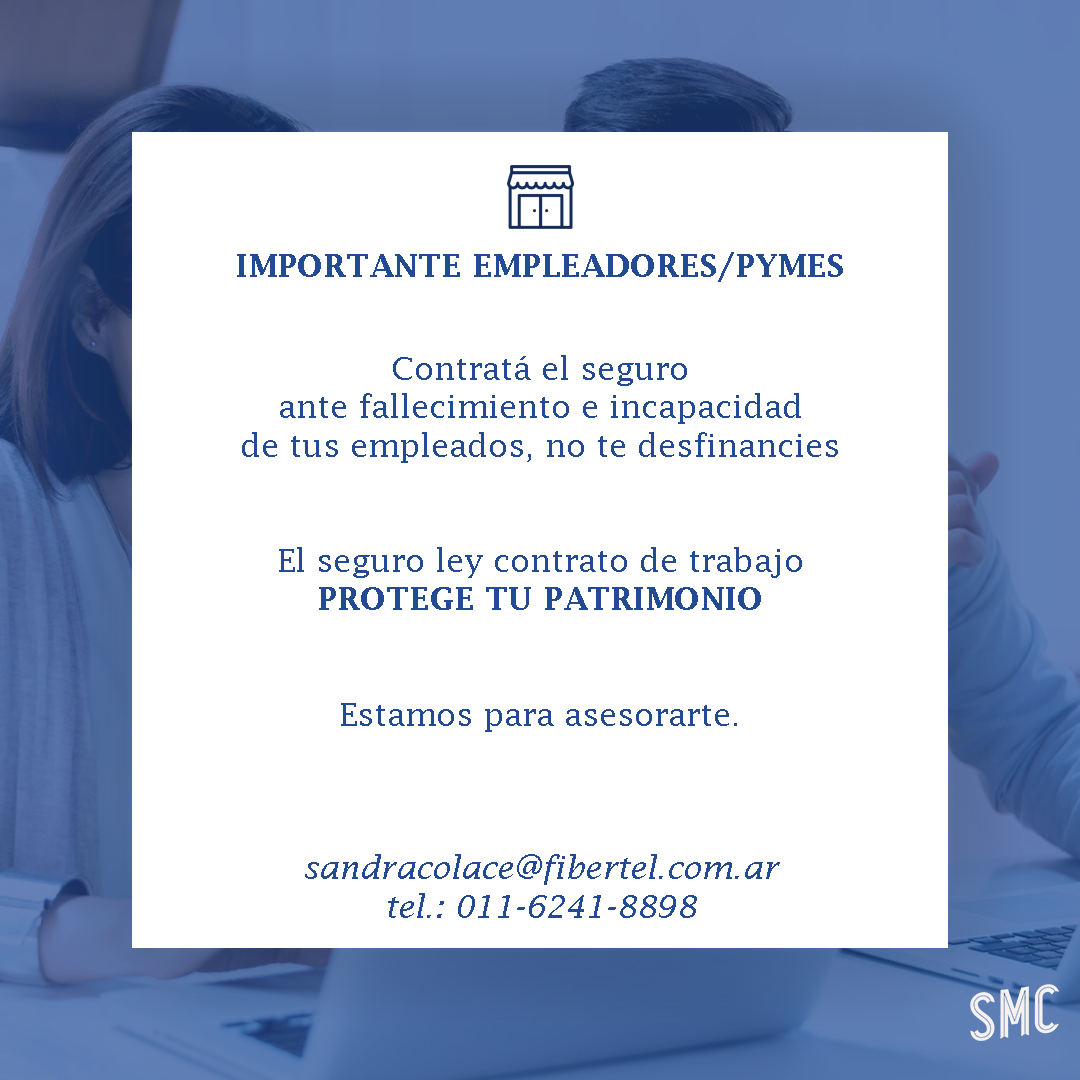 IMPORTANTE EMPLEADORES/PYMES
Contratá el seguro
ante fallecimiento e incapacidad
de tus empleados, no te desfinancies
El seguro ley contrato de trabajo
PROTEGE TU PATRIMONIO
Estamos para asesorarte.
sandracolace@fibertel.com.ar
tel.: 011-6241-8898
SMC